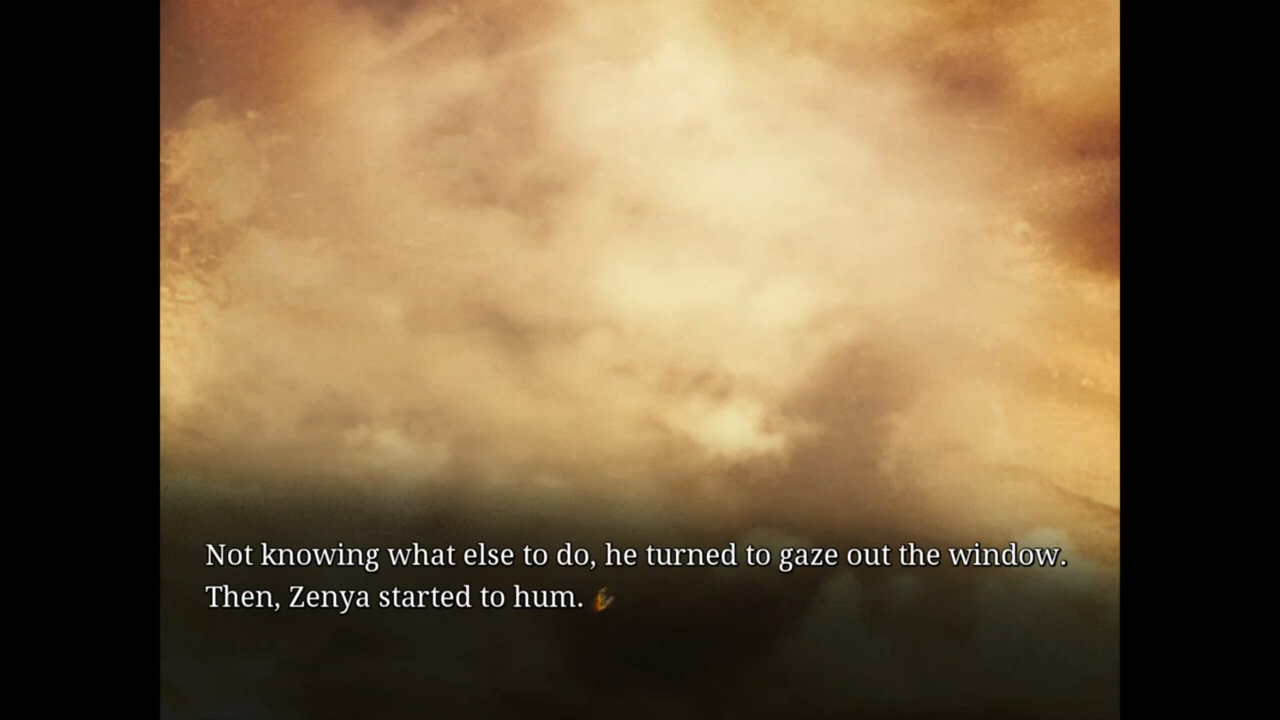 Not knowing what else to do, he turned to gaze out the window.
Then, Zenya started to hum.